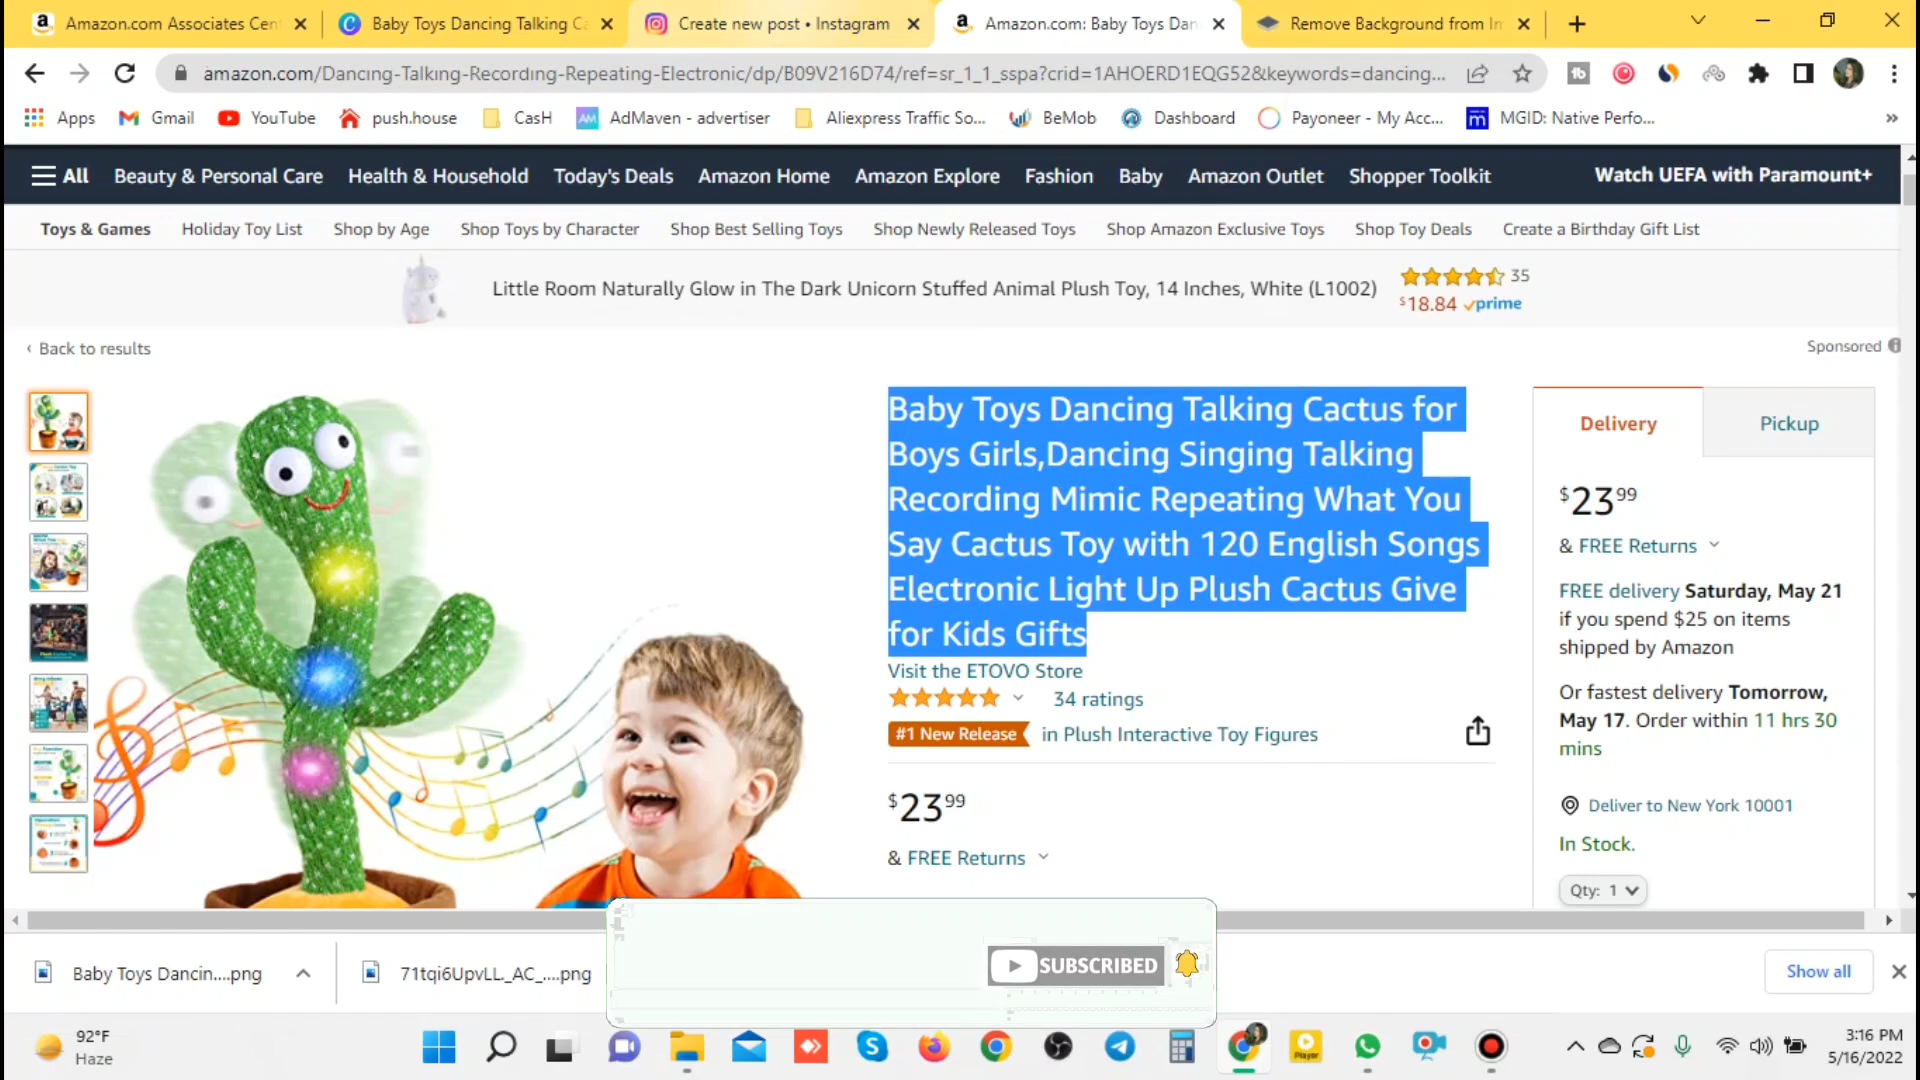 Amazon.com Associates Cen
Baby Toys Dancing Talking Ca
Create new post • Instagram
Amazon.com: Baby Toys Dan
Remove Background from Im
amazon.com/Dancing-Talking-Recording-Repeating-Electronic/dp/B09V216D74/ref=sr_1_1_sspa?crid=1AHOERD1EQG52&keywords=dancing...
Apps
Gmail
YouTube
push.house
CasH
AdMaven - advertiser
Aliexpress Traffic So...
BeMob
Dashboard
Payoneer - My Acc...
MGID: Native Perfo...
All
Beauty & Personal Care
Health & Household
Today's Deals
Amazon Home
Amazon Explore
Fashion
Baby
Amazon Outlet
Shopper Toolkit
Watch UEFA with Paramount+
Toys & Games
Holiday Toy List
Shop by Age
Shop Toys by Character
Shop Best Selling Toys
Shop Newly Released Toys
Shop Amazon Exclusive Toys
Shop Toy Deals
Create a Birthday Gift List
Little Room Naturally Glow in The Dark Unicorn Stuffed Animal Plush Toy, 14 Inches, White (L1002)
35
$18.84 prime
‹ Back to results
Sponsored
Baby Toys Dancing Talking Cactus for
Boys Girls,Dancing Singing Talking
Recording Mimic Repeating What You
Say Cactus Toy with 120 English Songs
Electronic Light Up Plush Cactus Give
for Kids Gifts
Visit the ETOVO Store
34 ratings
#1 New Release in Plush Interactive Toy Figures
$23 99
& FREE Returns
Delivery
Pickup
$23 99
& FREE Returns
FREE delivery Saturday, May 21
if you spend $25 on items
shipped by Amazon
Or fastest delivery Tomorrow,
May 17. Order within 11 hrs 30
mins
Deliver to New York 10001
In Stock.
Qty: 1
Baby Toys Dancin....png
71tqi6UpvLL._AC_....png
SUBSCRIBED
Show all
92°F
Haze
Player
3:16 PM
5/16/2022